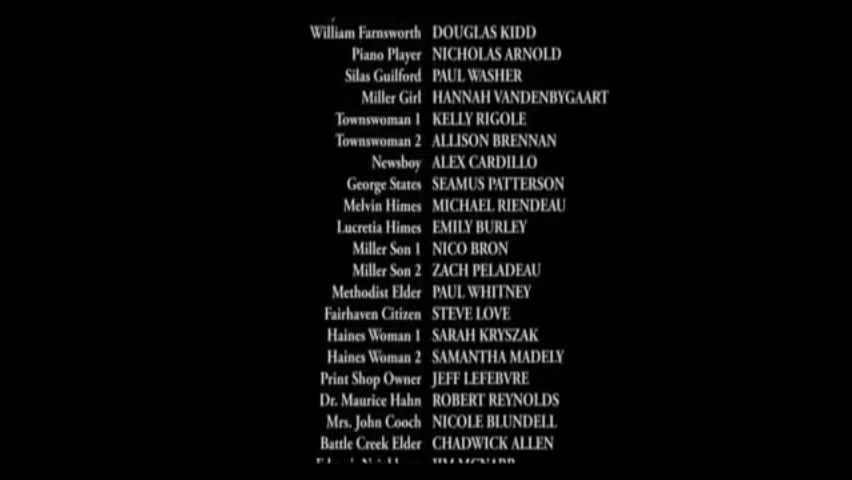 William Farnsworth DOUGLAS KIDD
Piano Player NICHOLAS ARNOLD
Silas Guilford PAUL WASHER
Miller Girl HANNAH VANDENBYGAART
Townswoman 1 KELLY RIGOLE
Townswoman 2 ALLISON BRENNAN
Newsboy ALEX CARDILLO
George States SEAMUS PATTERSON
Melvin Himes MICHAEL RIENDEAU
Lucretia Himes EMILY BURLEY
Miller Son 1 NICO BRON
Miller Son 2 ZACH PELADEAU
Methodist Elder PAUL WHITNEY
Fairhaven Citizen STEVE LOVE
Haines Woman 1 SARAH KRYSZAK
Haines Woman 2 SAMANTHA MADELY
Print Shop Owner JEFF LEFEBVRE
Dr. Maurice Hahn ROBERT REYNOLDS
Mrs. John Cooch NICOLE BLUNDELL
Battle Creek Elder CHADWICK ALLEN